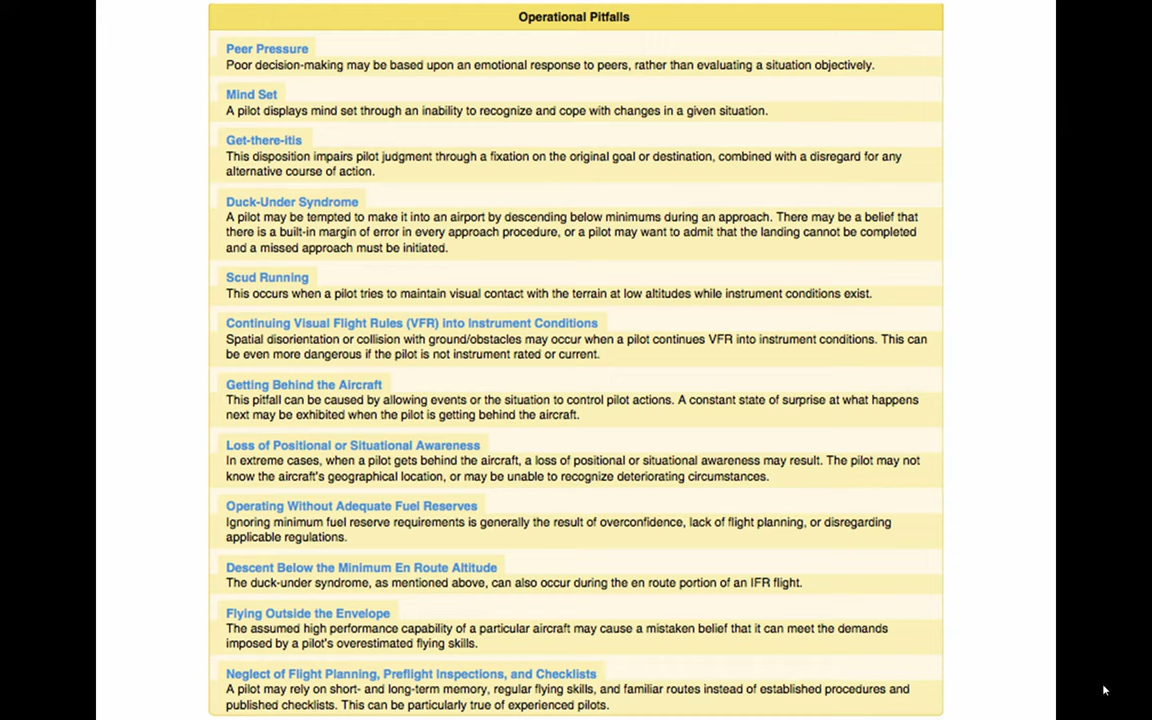 Operational Pitfalls
Peer Pressure
Poor decision-making may be based upon an emotional response to peers, rather than evaluating a situation objectively.
Mind Set
A pilot displays mind set through an inability to recognize and cope with changes in a given situation.
Get-there-itis
This disposition impairs pilot judgment through a fixation on the original goal or destination, combined with a disregard for any
alternative course of action.
Duck-Under Syndrome
A pilot may be tempted to make it into an airport by descending below minimums during an approach. There may be a belief that
there is a built-in margin of error in every approach procedure, or a pilot may want to admit that the landing cannot be completed
and a missed approach must be initiated.
Scud Running
This occurs when a pilot tries to maintain visual contact with the terrain at low altitudes while instrument conditions exist.
Continuing Visual Flight Rules (VFR) into Instrument Conditions
Spatial disorientation or collision with ground/obstacles may occur when a pilot continues VFR into instrument conditions. This can
be even more dangerous if the pilot is not instrument rated or current.
Getting Behind the Aircraft
This pitfall can be caused by allowing events or the situation to control pilot actions. A constant state of surprise at what happens
next may be exhibited when the pilot is getting behind the aircraft.
Loss of Positional or Situational Awareness
In extreme cases, when a pilot gets behind the aircraft, a loss of positional or situational awareness may result. The pilot may not
know the aircraft's geographical location, or may be unable to recognize deteriorating circumstances.
Operating Without Adequate Fuel Reserves
Ignoring minimum fuel reserve requirements is generally the result of overconfidence, lack of flight planning, or disregarding
applicable regulations.
Descent Below the Minimum En Route Altitude
The duck-under syndrome, as mentioned above, can also occur during the en route portion of an IFR flight.
Flying Outside the Envelope
The assumed high performance capability of a particular aircraft may cause a mistaken belief that it can meet the demands
imposed by a pilot's overestimated flying skills.
Neglect of Flight Planning, Preflight Inspections, and Checklists
A pilot may rely on short- and long-term memory, regular flying skills, and familiar routes instead of established procedures and
published checklists. This can be particularly true of experienced pilots.